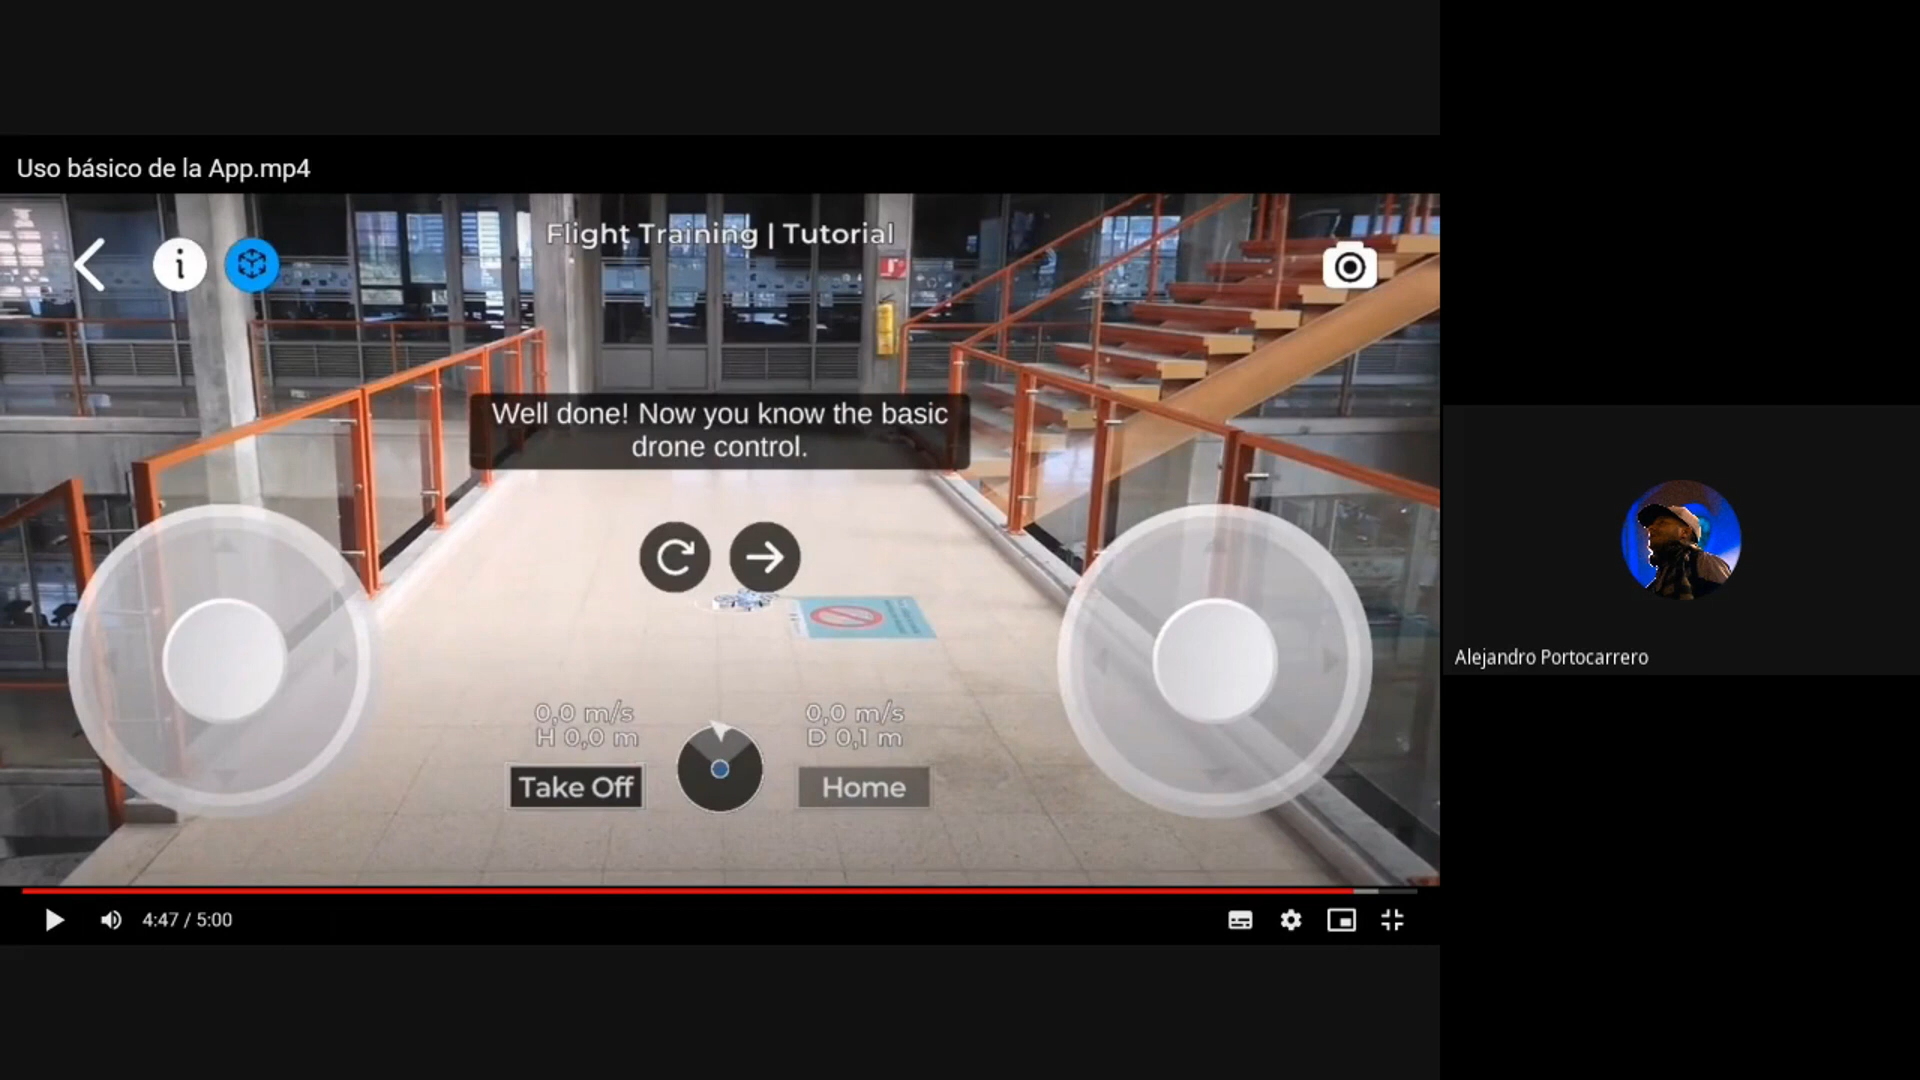 Uso básico de la App.mp4
Flight Training | Tutorial
Well done! Now you know the basic
drone control.
0,0 m/s
H 0,0 m
0,0 m/s
D 0,1 m
Take Off
Home
4:47 / 5:00
Alejandro Portocarrero